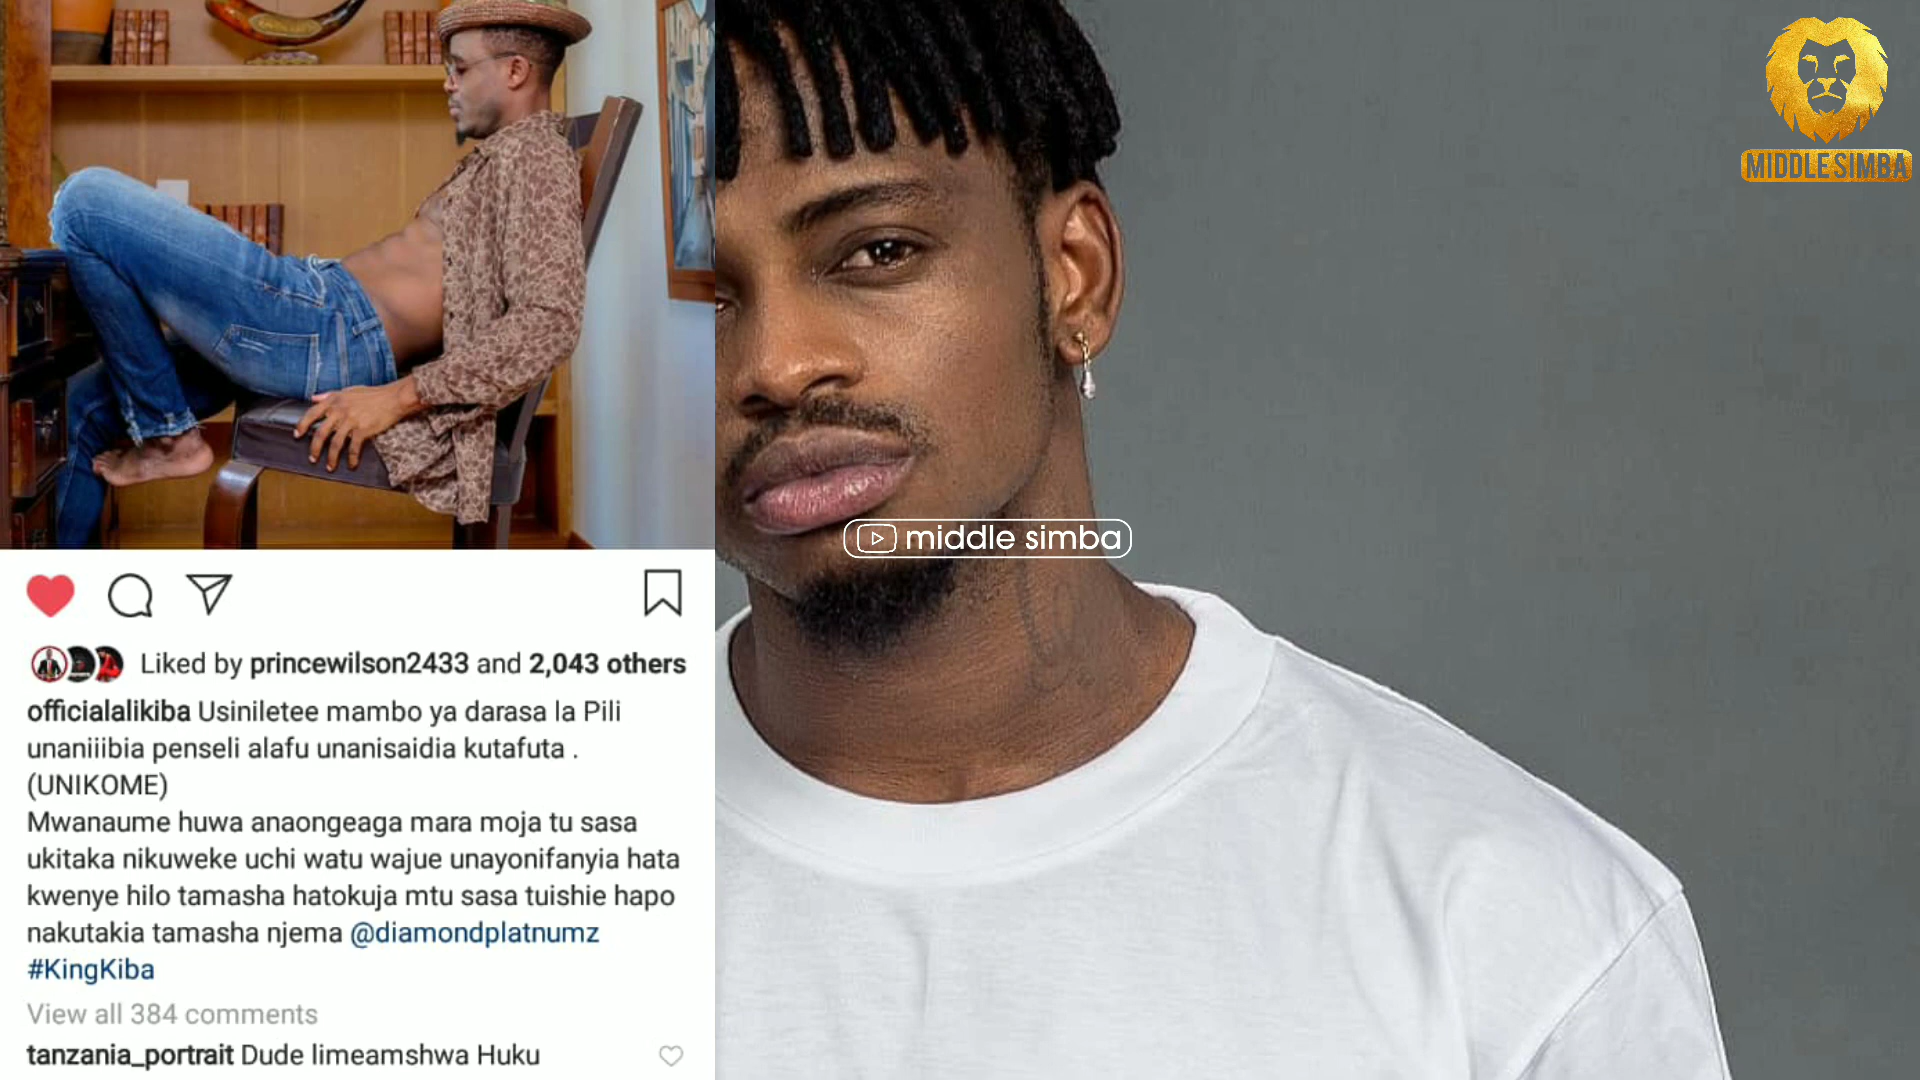 MIDDLE SIMBA
middle simba
Liked by princewilson2433 and 2,043 others
officialalikiba Usiniletee mambo ya darasa la Pili
unaniiibia penseli alafu unanisaidia kutafuta .
(UNIKOME)
Mwanaume huwa anaongeaga mara moja tu sasa
ukitaka nikuweke uchi watu wajue unayonifanyia hata
kwenye hilo tamasha hatokuja mtu sasa tuishie hapo
nakutakia tamasha njema @diamondplatnumz
#KingKiba
View all 384 comments
tanzania_portrait Dude limeamshwa Huku